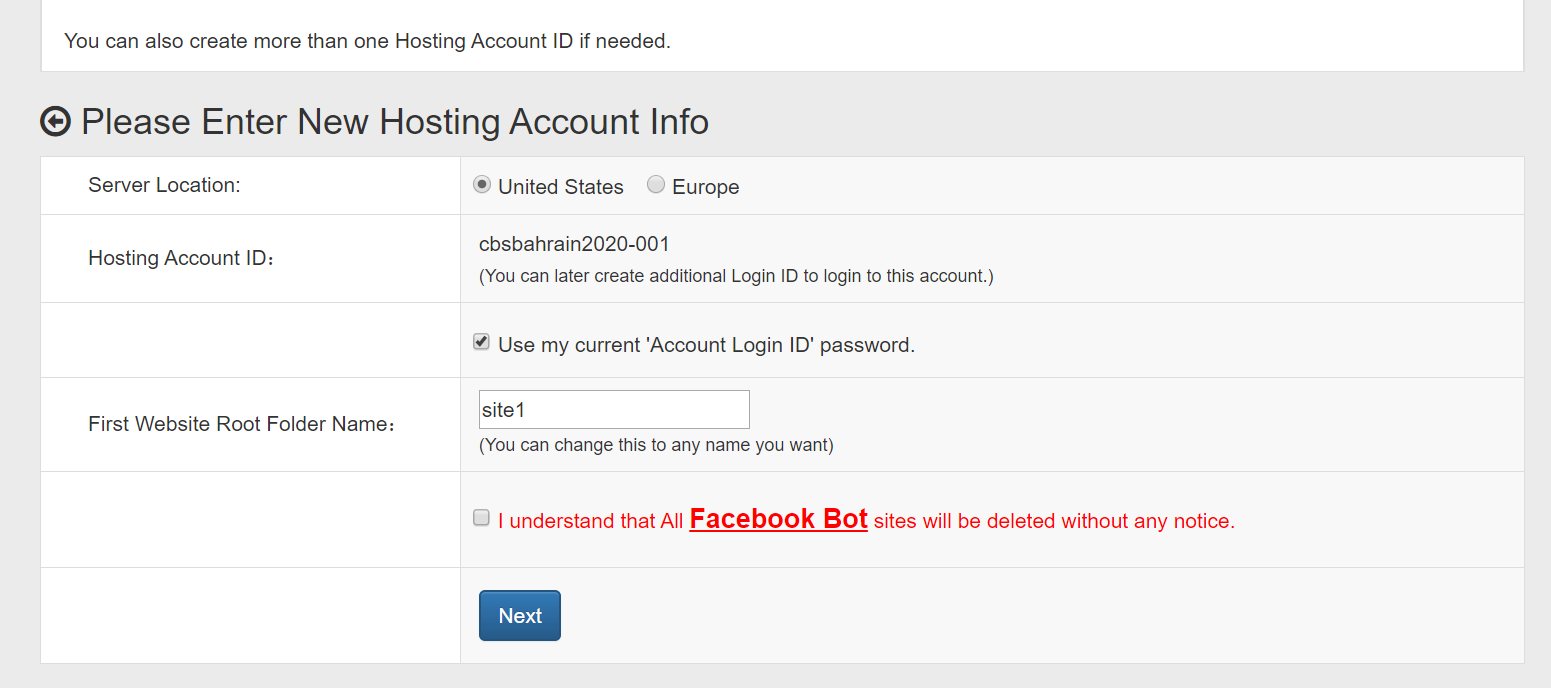 You can also create more than one Hosting Account ID if needed.
Please Enter New Hosting Account Info
Server Location:
United States
Europe
Hosting Account ID：
cbsbahrain2020-001
(You can later create additional Login ID to login to this account.)
Use my current 'Account Login ID' password.
First Website Root Folder Name：
site1
(You can change this to any name you want)
I understand that All Facebook Bot sites will be deleted without any notice.
Next